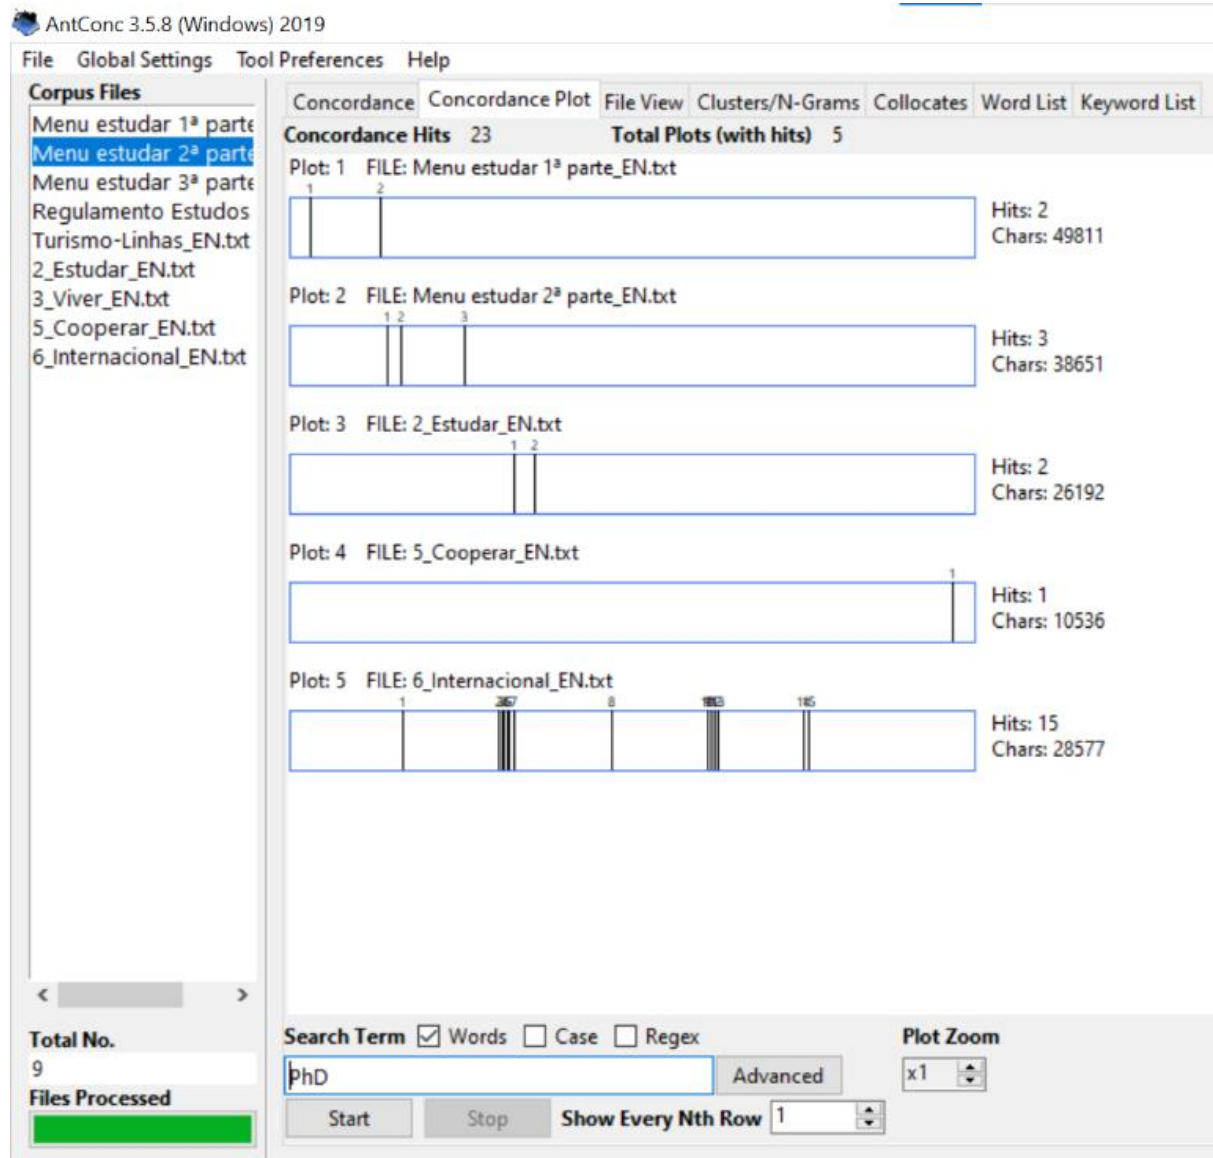 AntConc 3.5.8 (Windows) 2019
File Global Settings Tool Preferences Help
Corpus Files
Menu estudar 1ª parte
Menu estudar 2ª parte
Menu estudar 3ª parte
Regulamento Estudos
Turismo-Linhas_EN.txt
2_Estudar_EN.txt
3_Viver_EN.txt
5_Cooperar_EN.txt
6_Internacional_EN.txt
Total No.
9
Files Processed
Concordance Concordance Plot File View Clusters/N-Grams Collocates Word List Keyword List
Concordance Hits 23 Total Plots (with hits) 5
Plot: 1 FILE: Menu estudar 1ª parte_EN.txt
1 2
Hits: 2
Chars: 49811
Plot: 2 FILE: Menu estudar 2ª parte_EN.txt
1 2 3
Hits: 3
Chars: 38651
Plot: 3 FILE: 2_Estudar_EN.txt
1 2
Hits: 2
Chars: 26192
Plot: 4 FILE: 5_Cooperar_EN.txt
1
Hits: 1
Chars: 10536
Plot: 5 FILE: 6_Internacional_EN.txt
1 8
Hits: 15
Chars: 28577
Search Term Words Case Regex Plot Zoom
PhD Advanced x1
Start Stop Show Every Nth Row 1